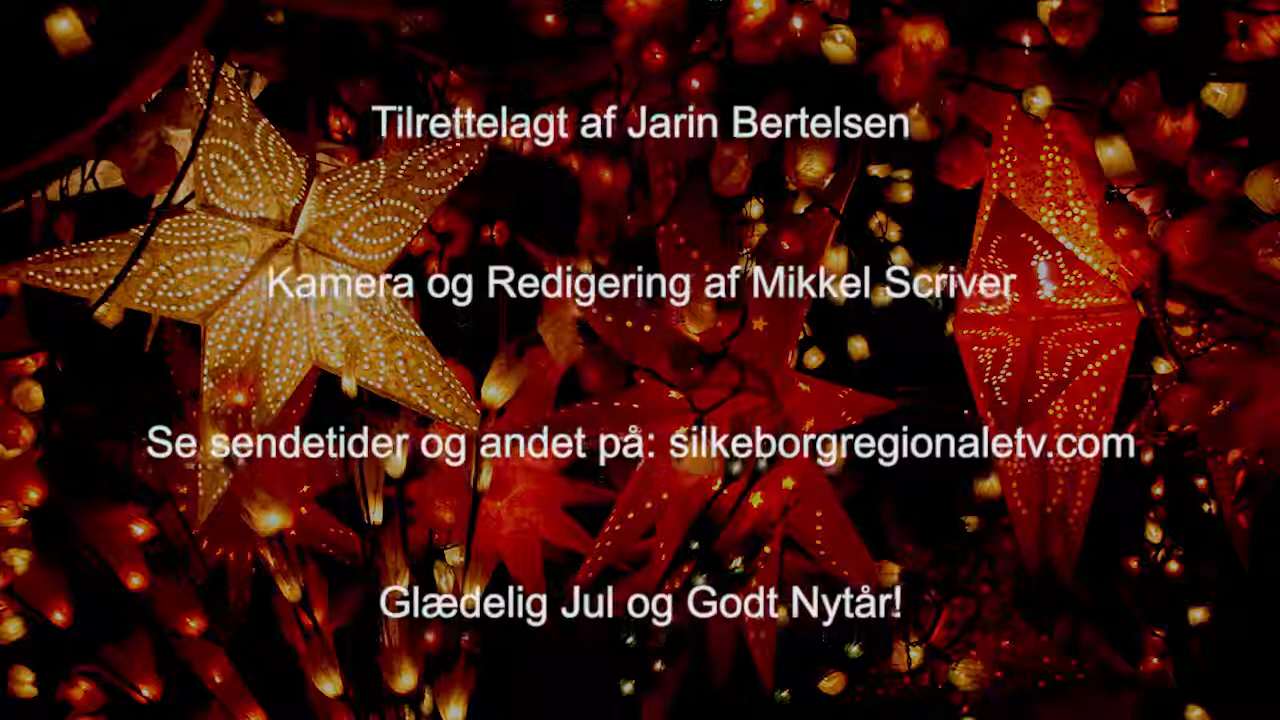 Tilrettelagt af Jarin Bertelsen
Kamera og Redigering af Mikkel Scriver
Se sendetider og andet på: silkeborgregionaletv.com
Glædelig Jul og Godt Nytår!